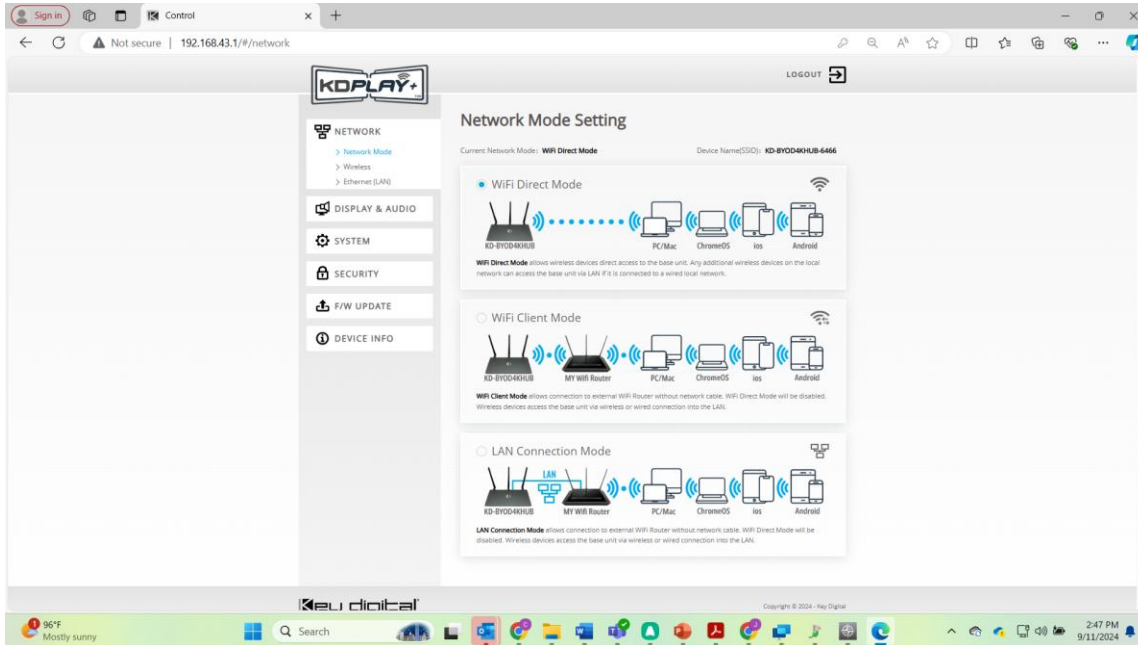 Sign in
Control
Not secure | 192.168.43.1/#/network
KDPLAY+
LOGOUT
NETWORK
> Network Mode
> Wireless
> Ethernet (LAN)
DISPLAY & AUDIO
SYSTEM
SECURITY
F/W UPDATE
DEVICE INFO
Network Mode Setting
Current Network Mode: WiFi Direct Mode
Device Name(SSID): KD-BYOD4KHUB-6466
WiFi Direct Mode
KD-BYOD4KHUB PC/Mac ChromeOS ios Android
WiFi Direct Mode allows wireless devices direct access to the base unit. Any additional wireless devices on the local
network can access the base unit via LAN if it is connected to a wired local network.
WiFi Client Mode
KD-BYOD4KHUB MY Wifi Router PC/Mac ChromeOS ios Android
WiFi Client Mode allows connection to external WiFi Router without network cable. WiFi Direct Mode will be disabled.
Wireless devices access the base unit via wireless or wired connection into the LAN.
LAN Connection Mode
LAN
KD-BYOD4KHUB MY Wifi Router PC/Mac ChromeOS ios Android
LAN Connection Mode allows connection to external WiFi Router without network cable. WiFi Direct Mode will be
disabled. Wireless devices access the base unit via wireless or wired connection into the LAN.
Key digital
Copyright © 2024 - Key Digital
1
96°F
Mostly sunny
Search
2:47 PM
9/11/2024